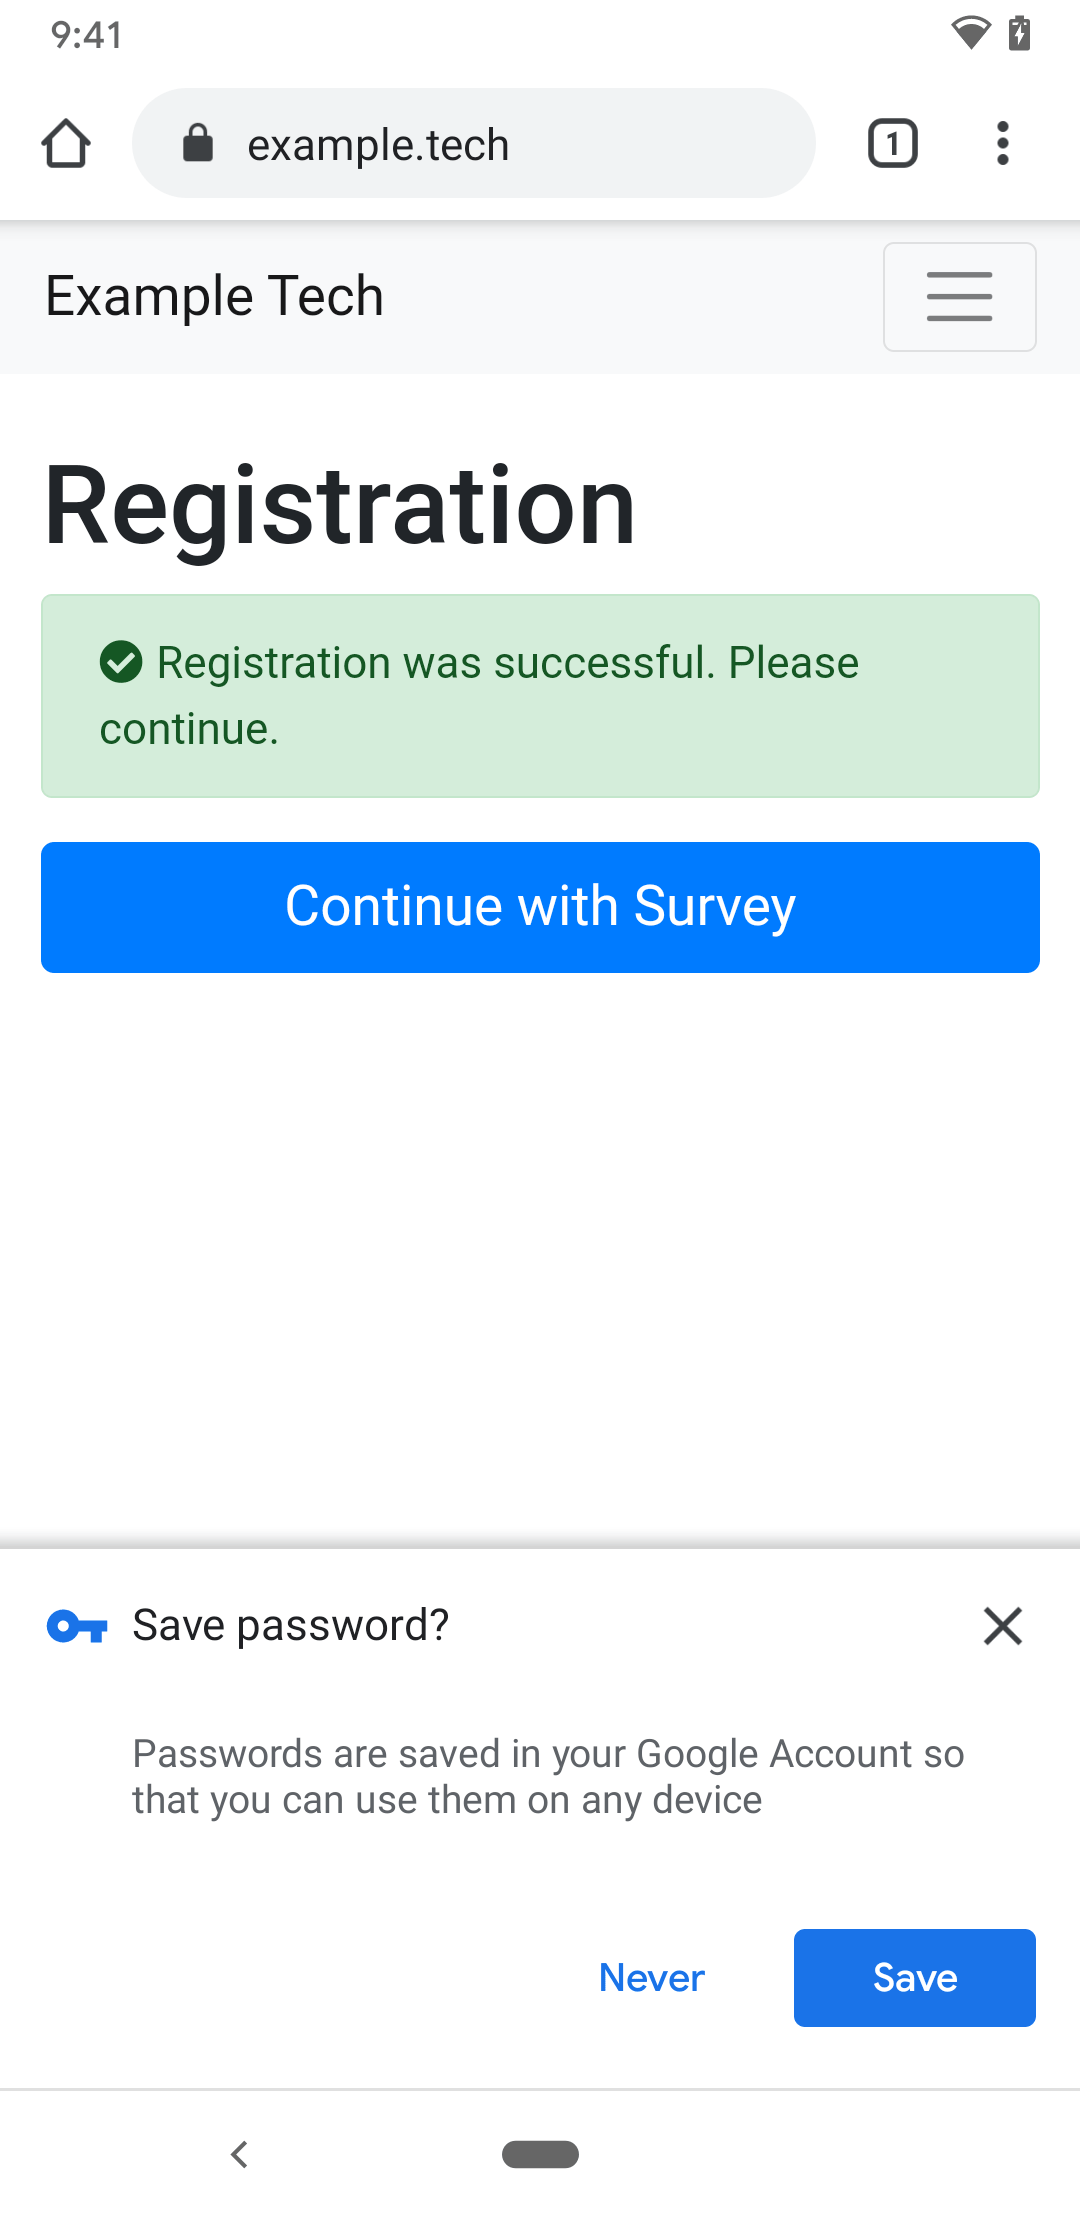 9:41
example.tech
1
Example Tech
Registration
Registration was successful. Please
continue.
Continue with Survey
Save password?
Passwords are saved in your Google Account so
that you can use them on any device
Never
Save